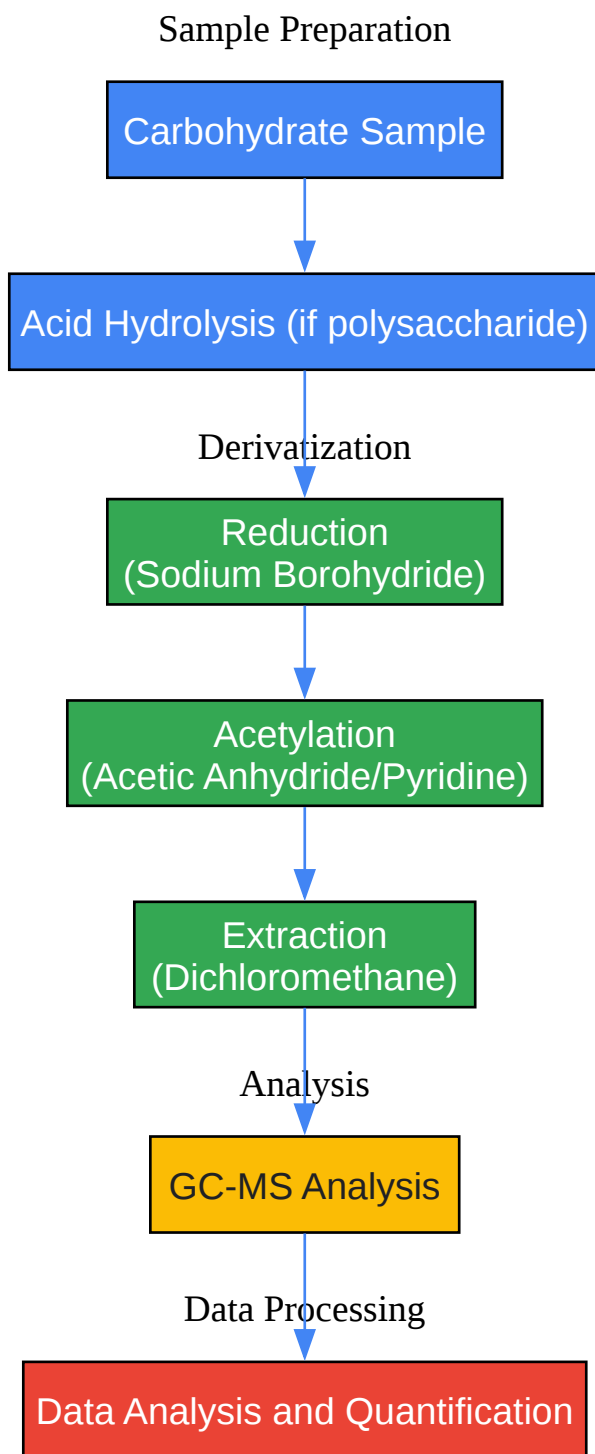 Sample Preparation
Carbohydrate Sample
Acid Hydrolysis (if polysaccharide)
Derivatization
Reduction
(Sodium Borohydride)
Acetylation
(Acetic Anhydride/Pyridine)
Extraction
(Dichloromethane)
Analysis
GC-MS Analysis
Data Processing
Data Analysis and Quantification